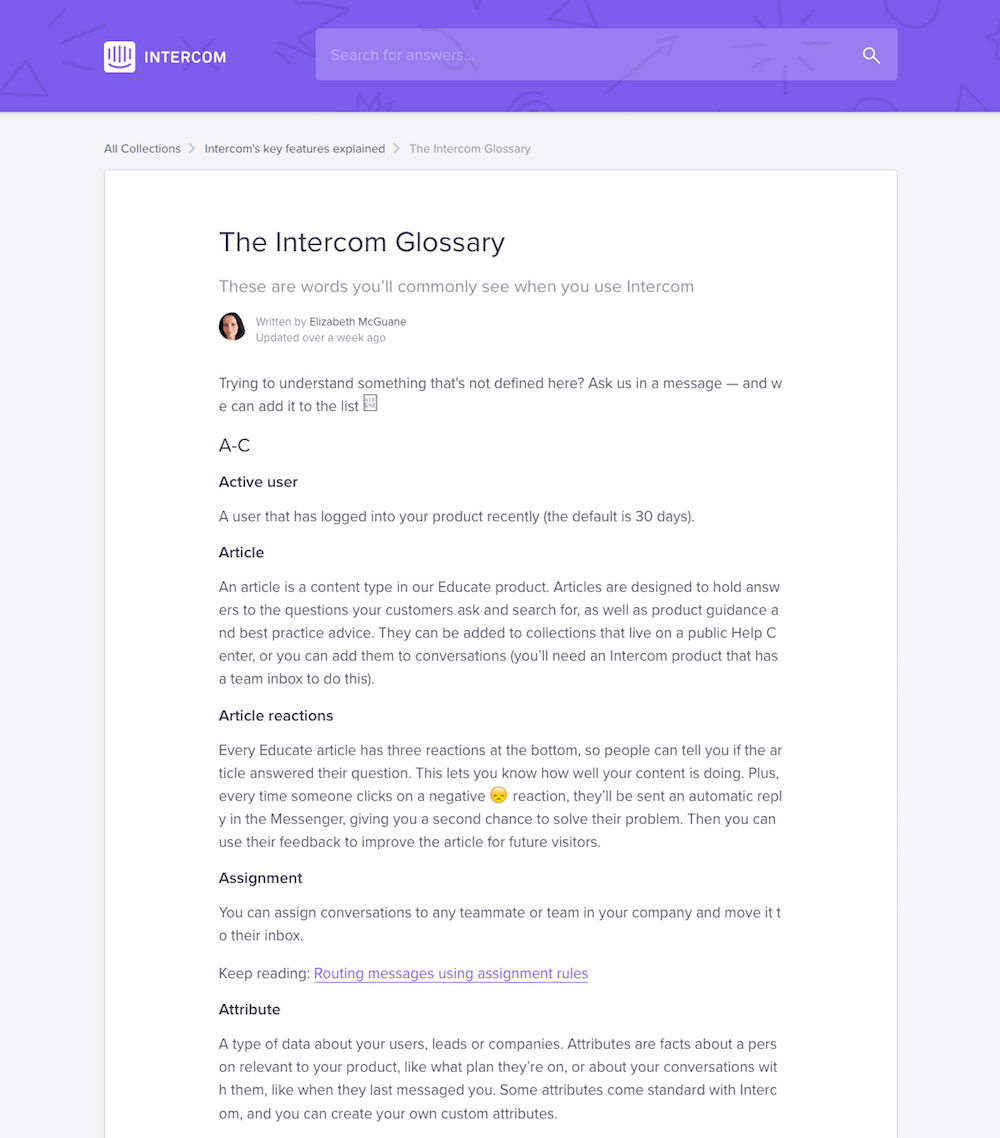 INTERCOM
Search for answers...
All Collections > Intercom's key features explained > The Intercom Glossary
The Intercom Glossary
These are words you’ll commonly see when you use Intercom
Written by Elizabeth McGuane
Updated over a week ago
Trying to understand something that's not defined here? Ask us in a message — and w
e can add it to the list
A-C
Active user
A user that has logged into your product recently (the default is 30 days).
Article
An article is a content type in our Educate product. Articles are designed to hold answ
ers to the questions your customers ask and search for, as well as product guidance a
nd best practice advice. They can be added to collections that live on a public Help C
enter, or you can add them to conversations (you’ll need an Intercom product that has
a team inbox to do this).
Article reactions
Every Educate article has three reactions at the bottom, so people can tell you if the ar
ticle answered their question. This lets you know how well your content is doing. Plus,
every time someone clicks on a negative 😞 reaction, they’ll be sent an automatic repl
y in the Messenger, giving you a second chance to solve their problem. Then you can
use their feedback to improve the article for future visitors.
Assignment
You can assign conversations to any teammate or team in your company and move it t
o their inbox.
Keep reading: Routing messages using assignment rules
Attribute
A type of data about your users, leads or companies. Attributes are facts about a pers
on relevant to your product, like what plan they’re on, or about your conversations wit
h them, like when they last messaged you. Some attributes come standard with Interc
om, and you can create your own custom attributes.